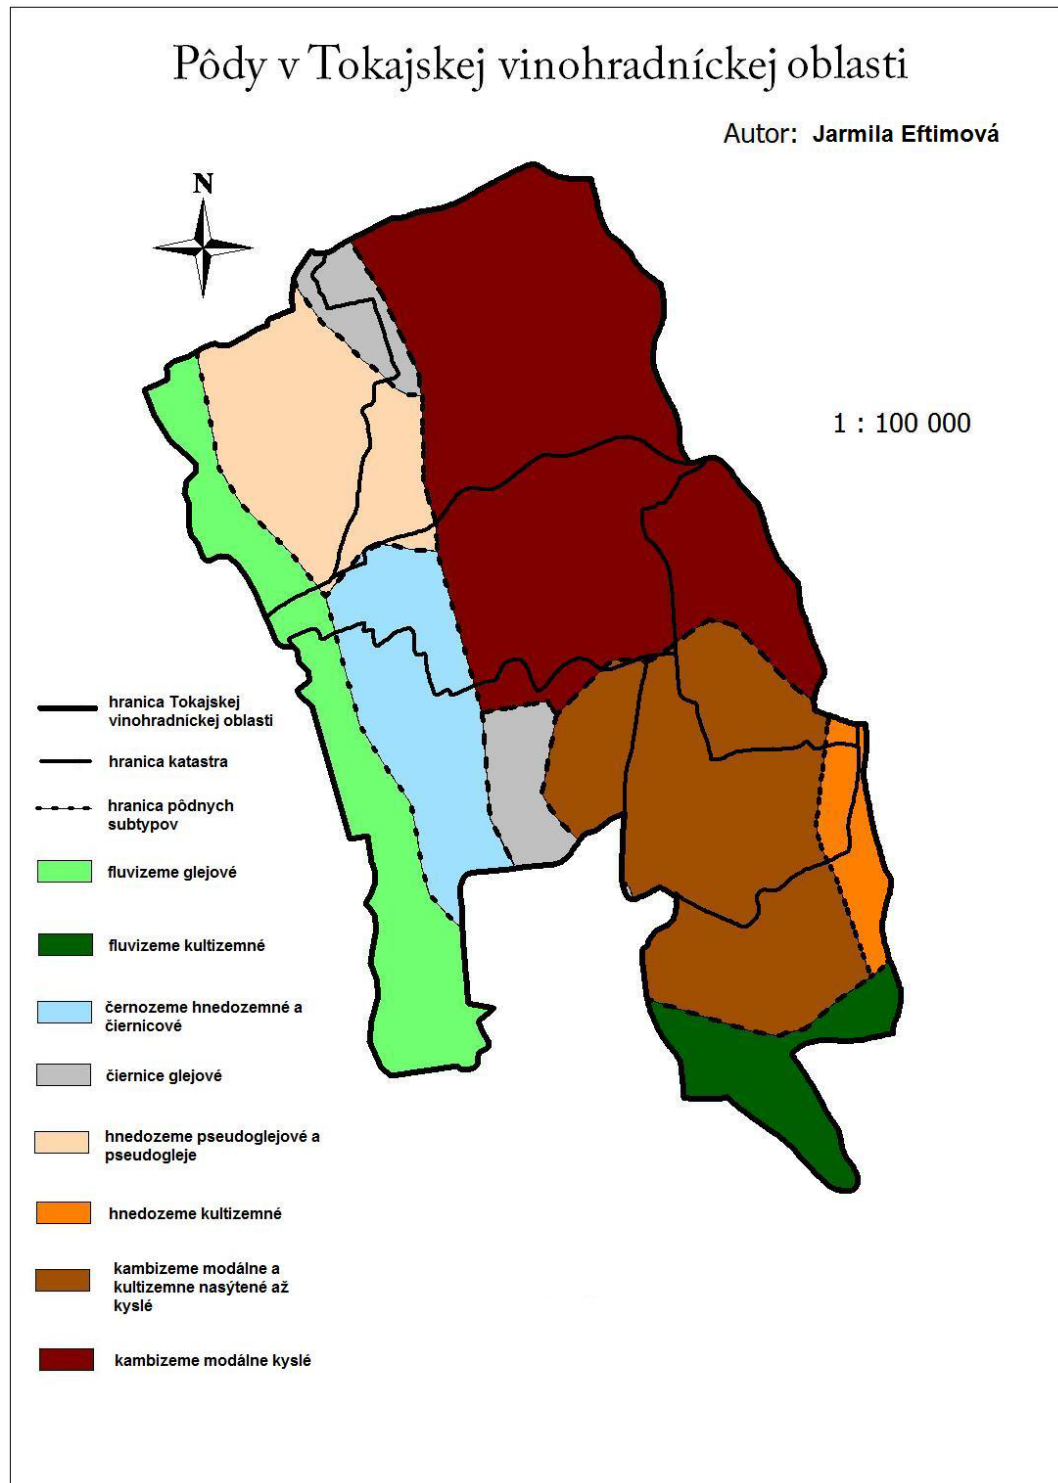 Pôdy v Tokajskej vinohradníckej oblasti
Autor: Jarmila Eftimová
N
1 : 100 000
hranica Tokajskej
vinohradníckej oblasti
hranica katastra
hranica pôdnych
subtypov
fluvizeme glejové
fluvizeme kultizemné
černozeme hnedozemné a
čiernicové
čiernice glejové
hnedozeme pseudoglejové a
pseudogleje
hnedozeme kultizemné
kambizeme modálne a
kultizemne nasýtené až
kyslé
kambizeme modálne kyslé